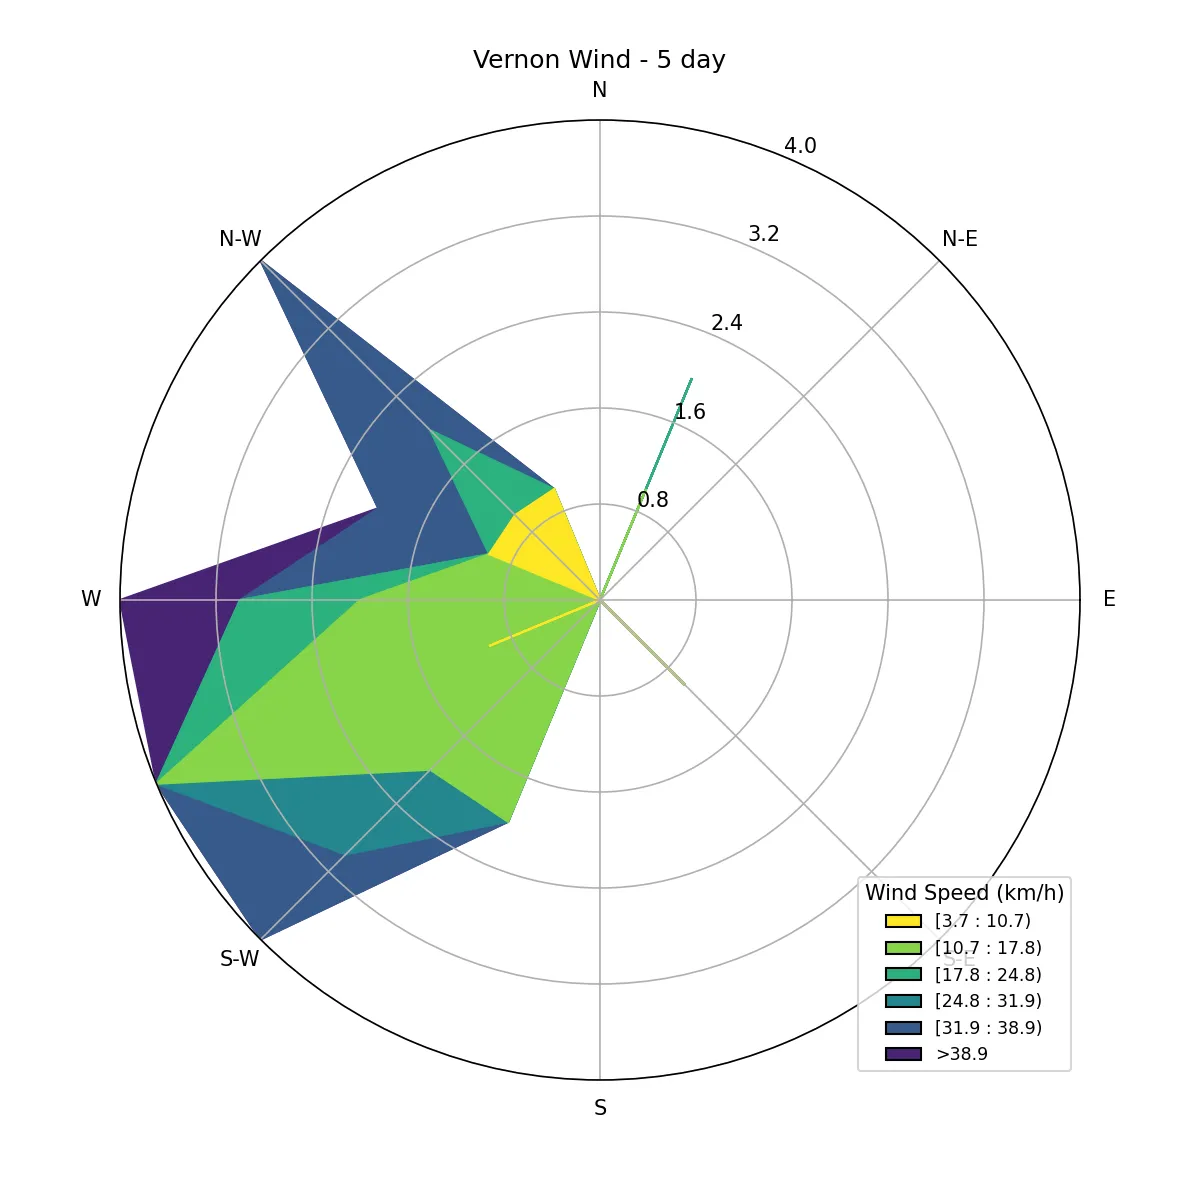 Vernon Wind - 5 day
N
4.0
N-W
3.2
N-E
2.4
1.6
0.8
W
E
S-W
S-E
Wind Speed (km/h)
[3.7 : 10.7)
[10.7 : 17.8)
[17.8 : 24.8)
[24.8 : 31.9)
[31.9 : 38.9)
>38.9
S